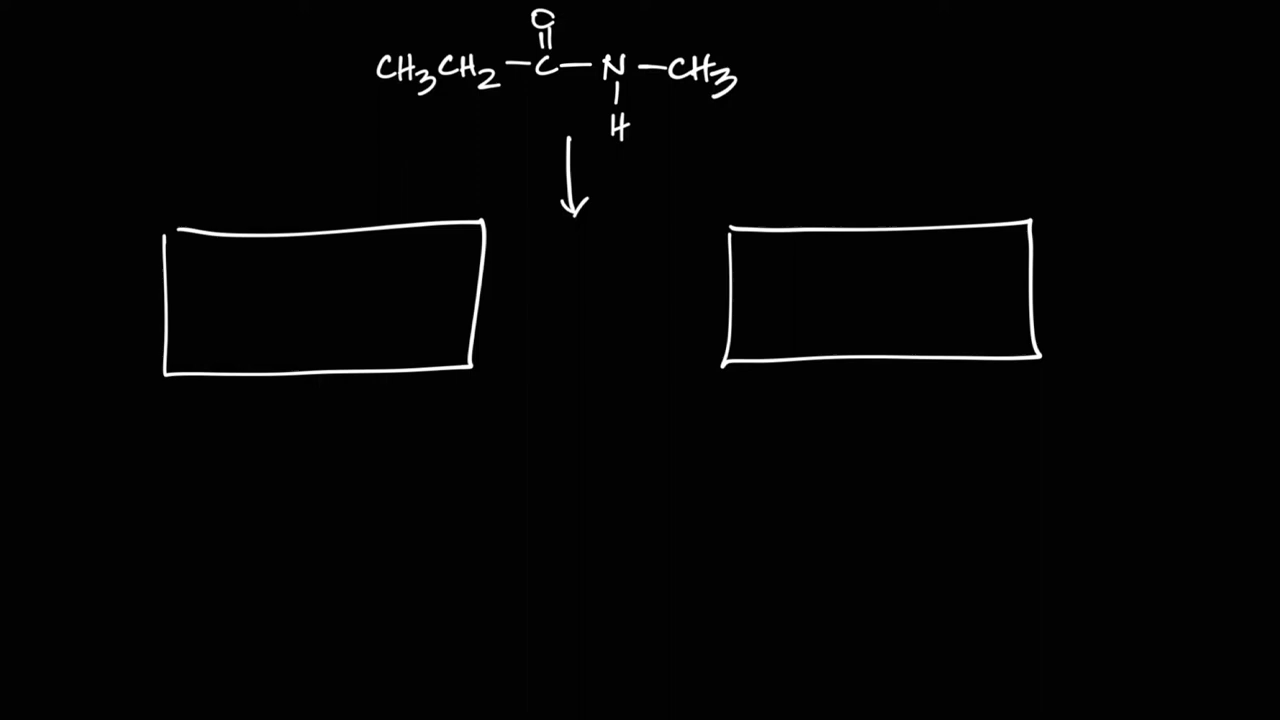 O
||
CH3CH2 — C — N — CH3
|
H